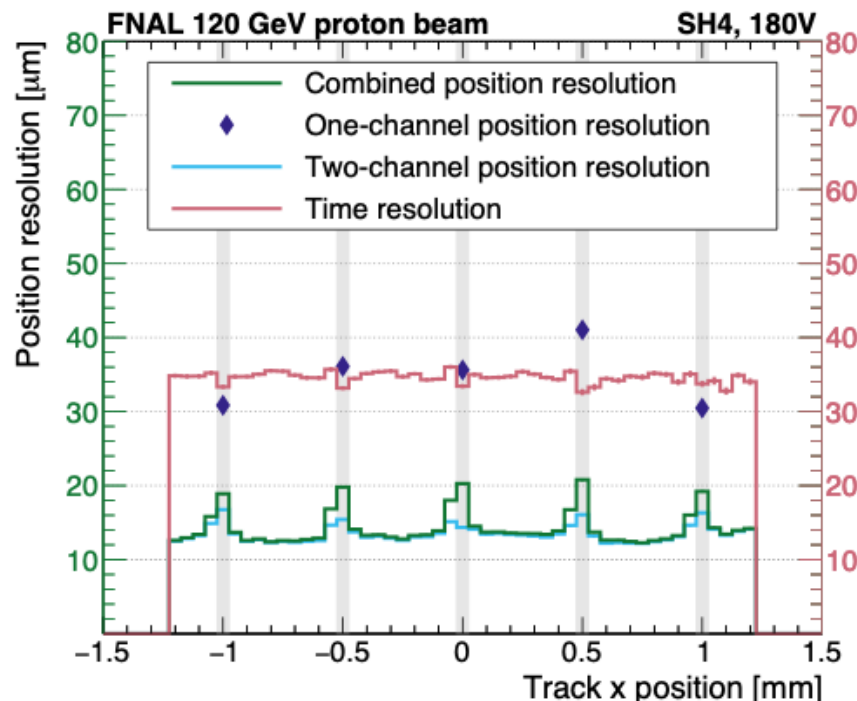 FNAL 120 GeV proton beam SH4, 180V
Position resolution [μm]
Combined position resolution
One-channel position resolution
Two-channel position resolution
Time resolution
80 80
70 70
60 60
50 50
40 40
30 30
20 20
10 10
−1.5 −1 −0.5 0 0.5 1 1.5
Track x position [mm]